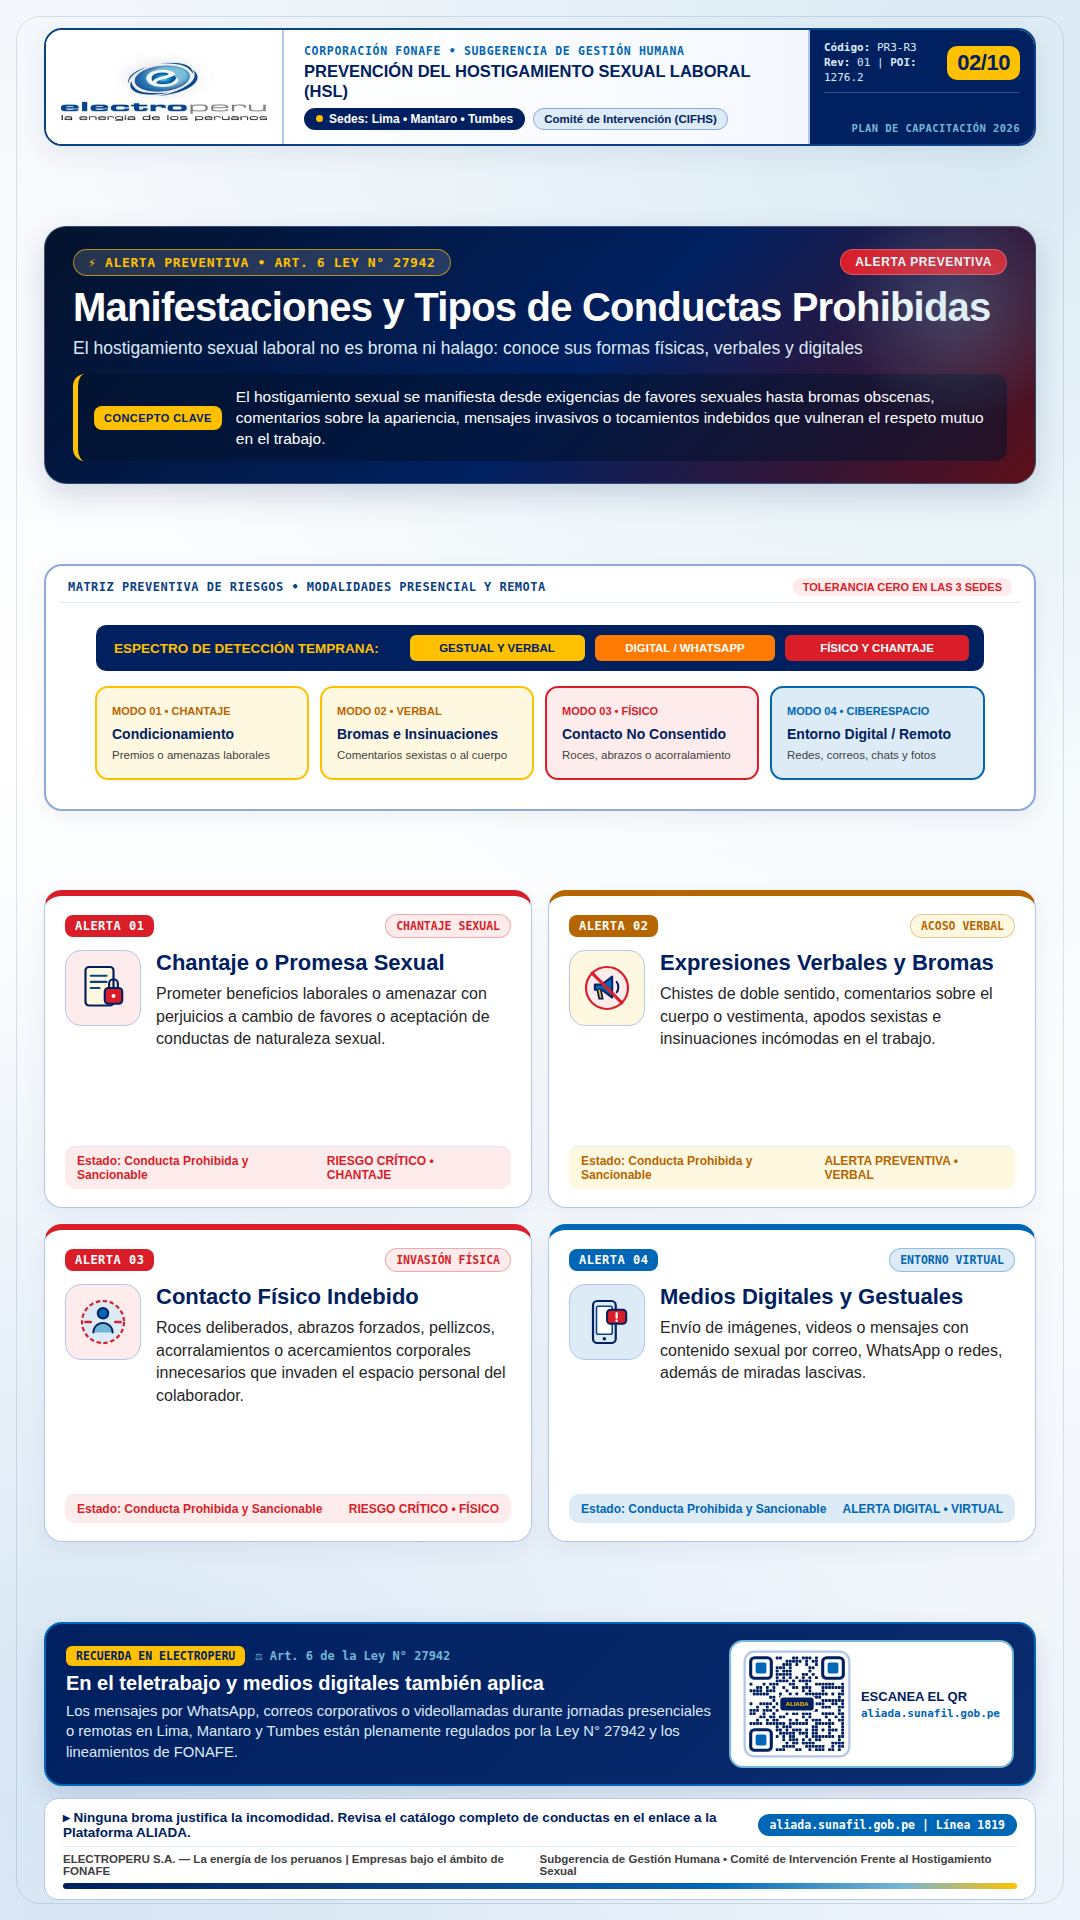 electroperu
la energía de los peruanos
CORPORACIÓN FONAFE • SUBGERENCIA DE GESTIÓN HUMANA
PREVENCIÓN DEL HOSTIGAMIENTO SEXUAL LABORAL
(HSL)
Sedes: Lima • Mantaro • Tumbes
Comité de Intervención (CIFHS)
Código: PR3-R3
Rev: 01 | POI:
1276.2
02/10
PLAN DE CAPACITACIÓN 2026
⚡ ALERTA PREVENTIVA • ART. 6 LEY N° 27942
ALERTA PREVENTIVA
Manifestaciones y Tipos de Conductas Prohibidas
El hostigamiento sexual laboral no es broma ni halago: conoce sus formas físicas, verbales y digitales
CONCEPTO CLAVE
El hostigamiento sexual se manifiesta desde exigencias de favores sexuales hasta bromas obscenas,
comentarios sobre la apariencia, mensajes invasivos o tocamientos indebidos que vulneran el respeto mutuo
en el trabajo.
MATRIZ PREVENTIVA DE RIESGOS • MODALIDADES PRESENCIAL Y REMOTA
TOLERANCIA CERO EN LAS 3 SEDES
ESPECTRO DE DETECCIÓN TEMPRANA:
GESTUAL Y VERBAL
DIGITAL / WHATSAPP
FÍSICO Y CHANTAJE
MODO 01 • CHANTAJE
Condicionamiento
Premios o amenazas laborales
MODO 02 • VERBAL
Bromas e Insinuaciones
Comentarios sexistas o al cuerpo
MODO 03 • FÍSICO
Contacto No Consentido
Roces, abrazos o acorralamiento
MODO 04 • CIBERESPACIO
Entorno Digital / Remoto
Redes, correos, chats y fotos
ALERTA 01
CHANTAJE SEXUAL
Chantaje o Promesa Sexual
Prometer beneficios laborales o amenazar con
perjuicios a cambio de favores o aceptación de
conductas de naturaleza sexual.
Estado: Conducta Prohibida y
Sancionable
RIESGO CRÍTICO •
CHANTAJE
ALERTA 02
ACOSO VERBAL
Expresiones Verbales y Bromas
Chistes de doble sentido, comentarios sobre el
cuerpo o vestimenta, apodos sexistas e
insinuaciones incómodas en el trabajo.
Estado: Conducta Prohibida y
Sancionable
ALERTA PREVENTIVA •
VERBAL
ALERTA 03
INVASIÓN FÍSICA
Contacto Físico Indebido
Roces deliberados, abrazos forzados, pellizcos,
acorralamientos o acercamientos corporales
innecesarios que invaden el espacio personal del
colaborador.
Estado: Conducta Prohibida y Sancionable
RIESGO CRÍTICO • FÍSICO
ALERTA 04
ENTORNO VIRTUAL
Medios Digitales y Gestuales
Envío de imágenes, videos o mensajes con
contenido sexual por correo, WhatsApp o redes,
además de miradas lascivas.
Estado: Conducta Prohibida y Sancionable
ALERTA DIGITAL • VIRTUAL
RECUERDA EN ELECTROPERU
⚖ Art. 6 de la Ley N° 27942
En el teletrabajo y medios digitales también aplica
Los mensajes por WhatsApp, correos corporativos o videollamadas durante jornadas presenciales
o remotas en Lima, Mantaro y Tumbes están plenamente regulados por la Ley N° 27942 y los
lineamientos de FONAFE.
ALIADA
ESCANEA EL QR
aliada.sunafil.gob.pe
▸ Ninguna broma justifica la incomodidad. Revisa el catálogo completo de conductas en el enlace a la
Plataforma ALIADA.
aliada.sunafil.gob.pe | Línea 1819
ELECTROPERU S.A. — La energía de los peruanos | Empresas bajo el ámbito de
FONAFE
Subgerencia de Gestión Humana • Comité de Intervención Frente al Hostigamiento
Sexual